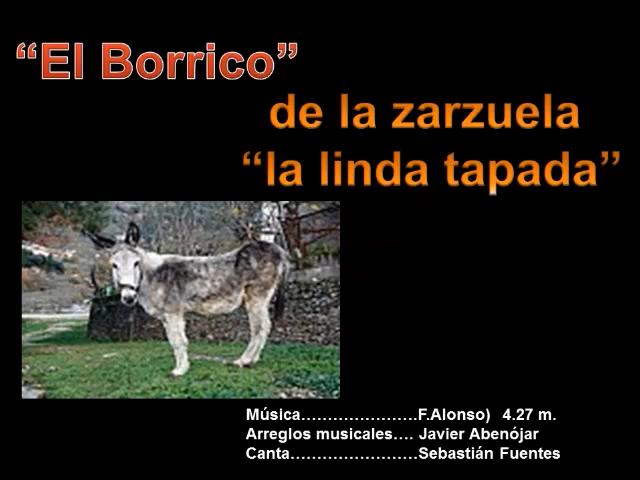 “El Borrico”
de la zarzuela
“la linda tapada”
Música......................F.Alonso) 4.27 m.
Arreglos musicales.... Javier Abenójar
Canta........................Sebastián Fuentes